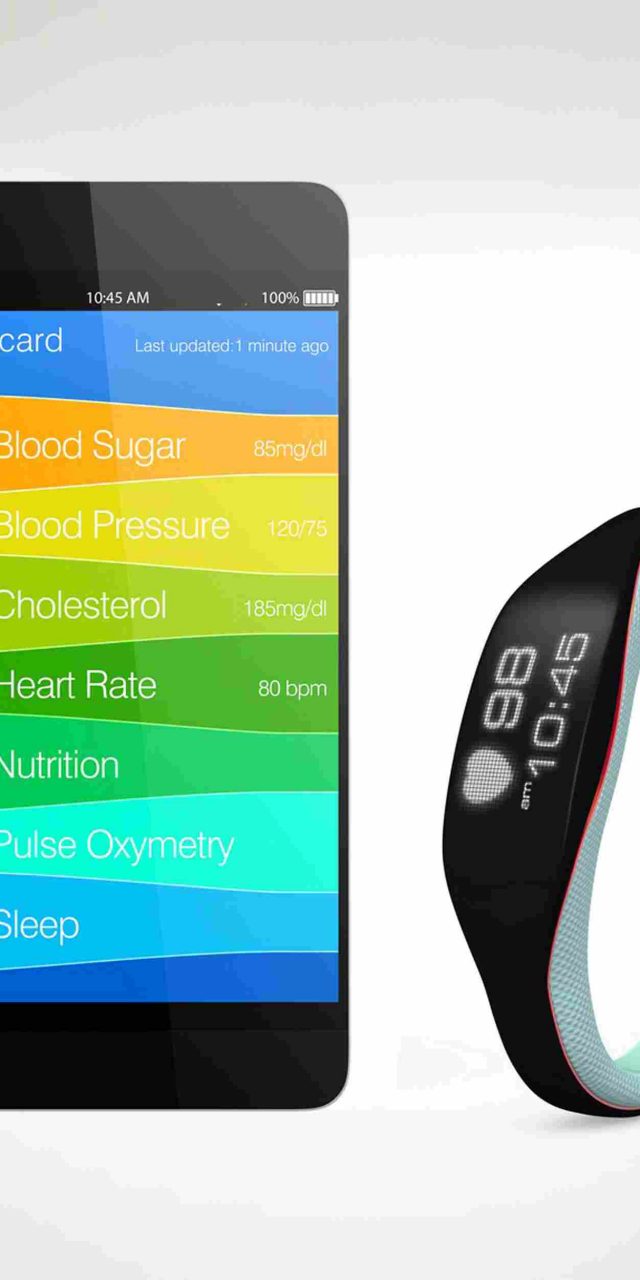 10:45 AM 100%
card Last updated:1 minute ago
Blood Sugar 85mg/dl
Blood Pressure 120/75
Cholesterol 185mg/dl
Heart Rate 80 bpm
Nutrition
Pulse Oxymetry
Sleep
98
am 10:45